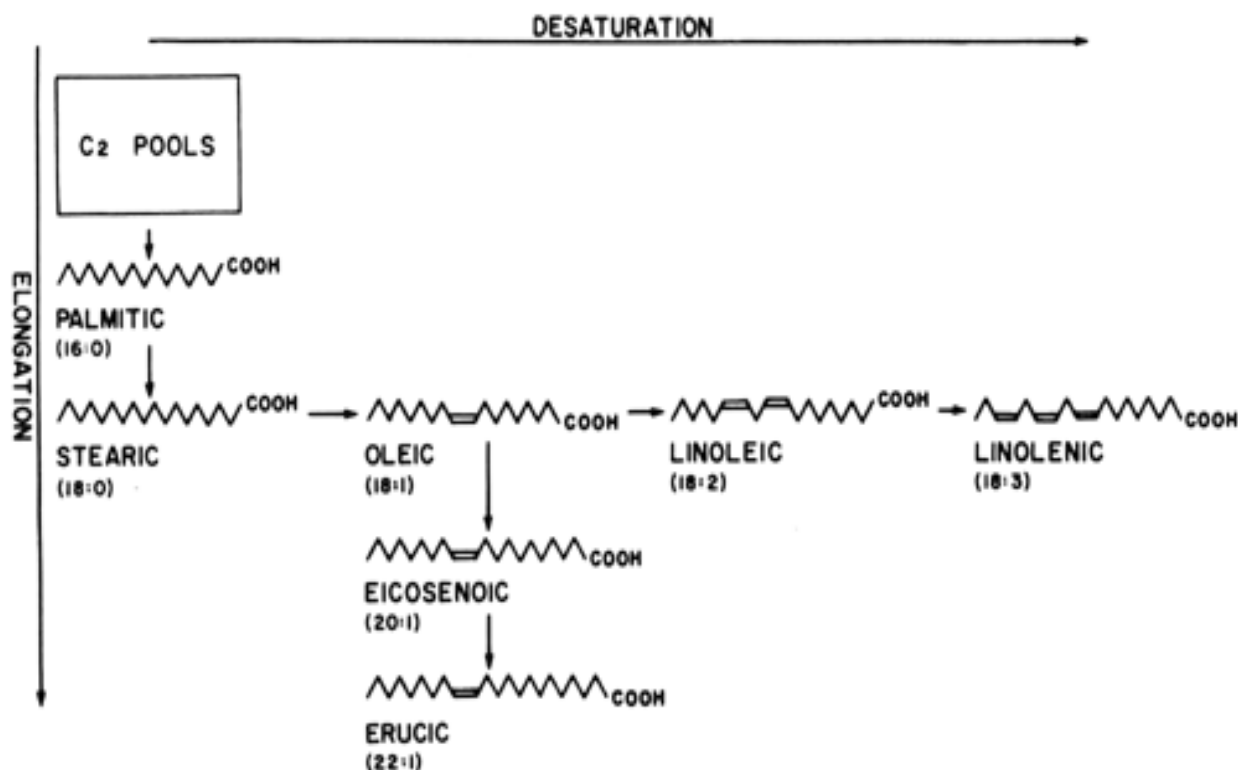 DESATURATION
ELONGATION
C2 POOLS
COOH
PALMITIC
(16:0)
COOH
COOH
COOH
COOH
STEARIC
OLEIC
LINOLEIC
LINOLENIC
(18:0)
(18:1)
(18:2)
(18:3)
COOH
EICOSENOIC
(20:1)
COOH
ERUCIC
(22:1)